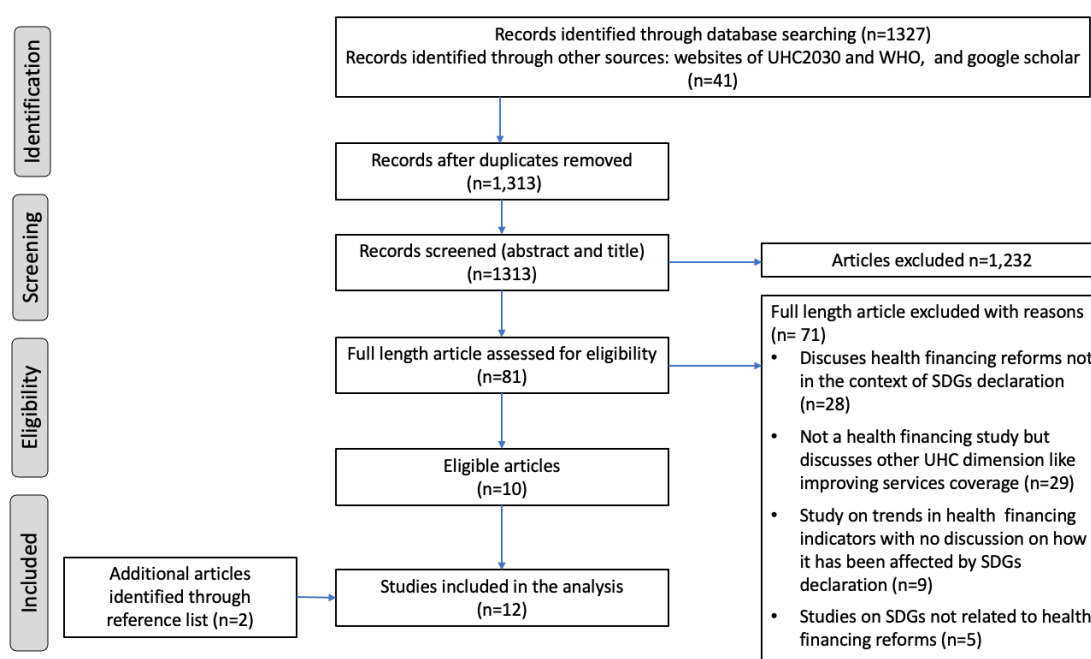 Identification
Records identified through database searching (n=1327)
Records identified through other sources: websites of UHC2030 and WHO, and google scholar
(n=41)
Records after duplicates removed
(n=1,313)
Screening
Records screened (abstract and title)
(n=1313)
Articles excluded n=1,232
Eligibility
Full length article assessed for eligibility
(n=81)
Full length article excluded with reasons
(n= 71)
• Discuses health financing reforms not
in the context of SDGs declaration
(n=28)
• Not a health financing study but
discusses other UHC dimension like
improving services coverage (n=29)
• Study on trends in health financing
indicators with no discussion on how
it has been affected by SDGs
declaration (n=9)
• Studies on SDGs not related to health
financing reforms (n=5)
Eligible articles
(n=10)
Included
Additional articles
identified through
reference list (n=2)
Studies included in the analysis
(n=12)